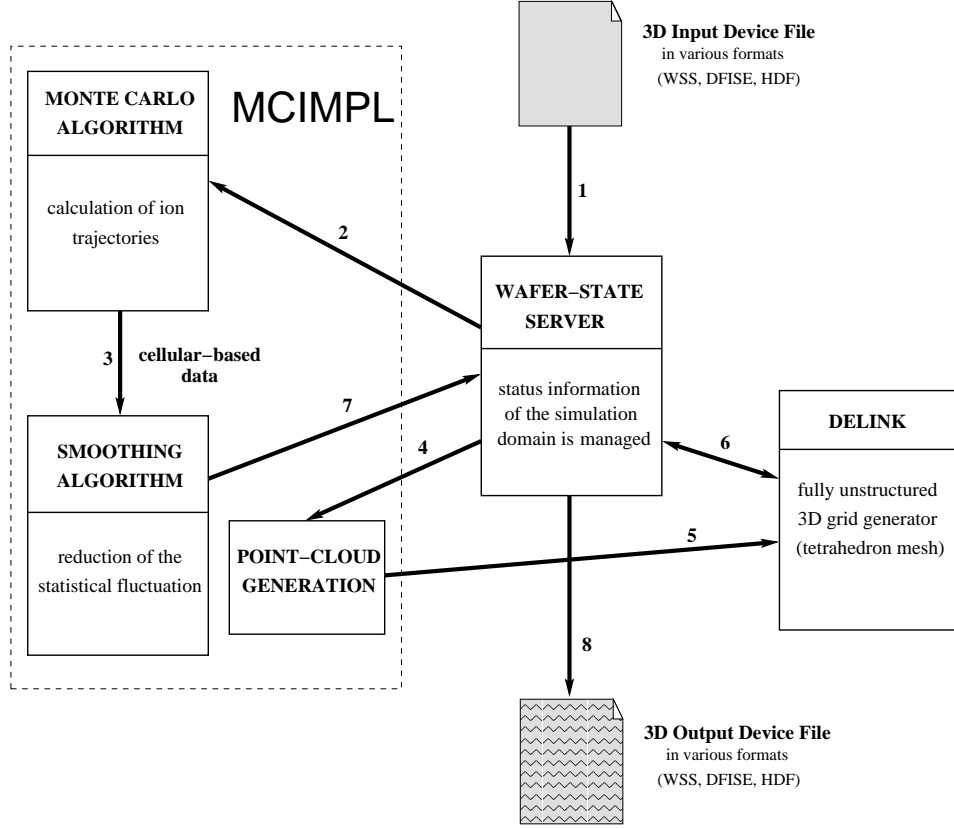 3D Input Device File
in various formats
(WSS, DFISE, HDF)
MCIMPL
MONTE CARLO
ALGORITHM
calculation of ion
trajectories
1
2
WAFER−STATE
SERVER
status information
of the simulation
domain is managed
3
cellular−based
data
7
4
6
DELINK
fully unstructured
3D grid generator
(tetrahedron mesh)
SMOOTHING
ALGORITHM
reduction of the
statistical fluctuation
POINT−CLOUD
GENERATION
5
8
3D Output Device File
in various formats
(WSS, DFISE, HDF)